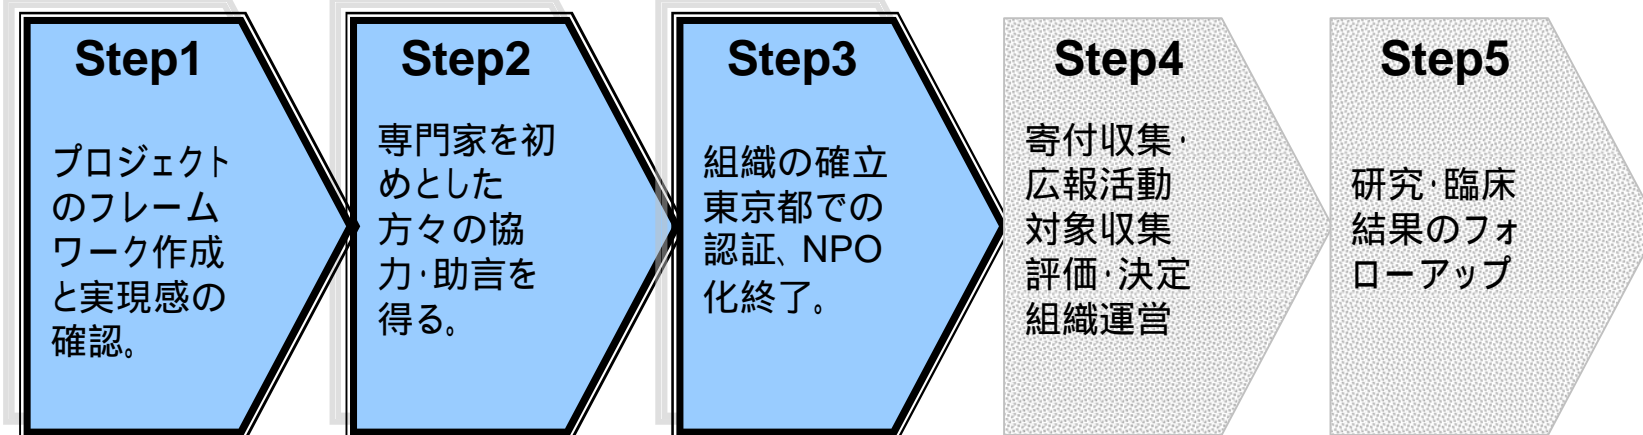 Step1
プロジェクト
のフレーム
ワーク作成
と実現感の
確認。
Step2
専門家を初
めとした
方々の協
力・助言を
得る。
Step3
組織の確立
東京都での
認証、NPO
化終了。
Step4
寄付収集・
広報活動
対象収集
評価・決定
組織運営
Step5
研究・臨床
結果のフォ
ローアップ